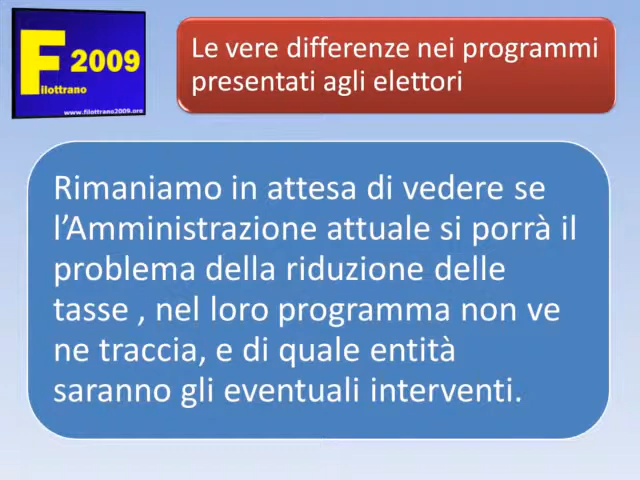 F 2009
ilottrano
www.filottrano2009.org
Le vere differenze nei programmi
presentati agli elettori
Rimaniamo in attesa di vedere se
l’Amministrazione attuale si porrà il
problema della riduzione delle
tasse , nel loro programma non ve
ne traccia, e di quale entità
saranno gli eventuali interventi.